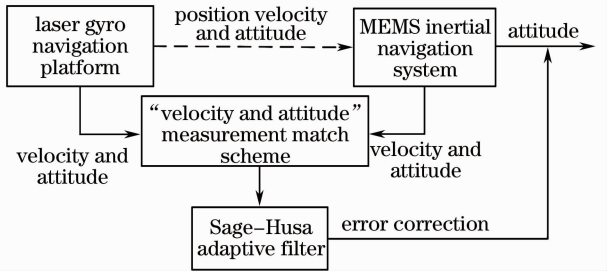 laser gyro
navigation
platform
position velocity
and attitude
MEMS inertial
navigation
system
attitude
“velocity and attitude”
measurement match
scheme
velocity and
attitude
velocity and
attitude
Sage–Husa
adaptive filter
error correction